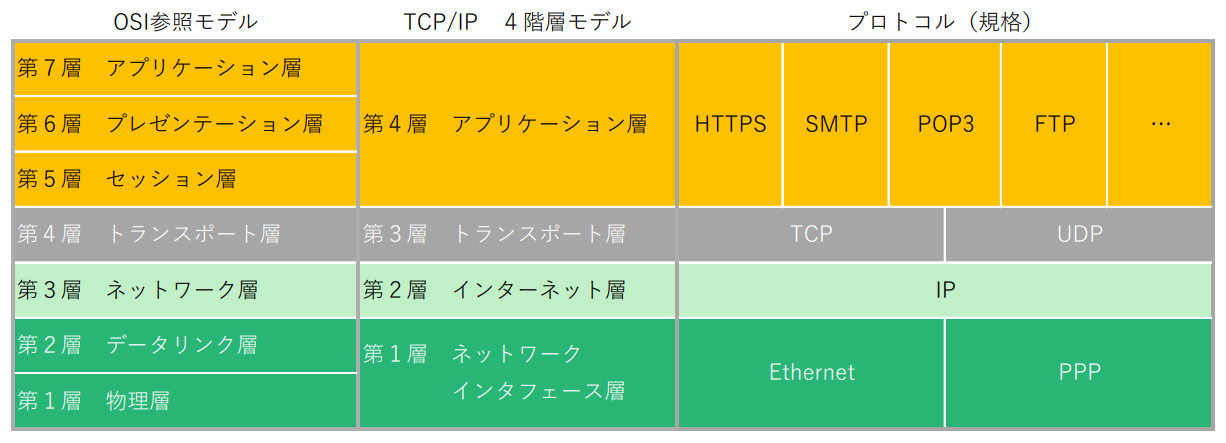 OSI参照モデル TCP/IP 4階層モデル プロトコル（規格）
第７層 アプリケーション層
第６層 プレゼンテーション層 第４層 アプリケーション層 HTTPS SMTP POP3 FTP …
第５層 セッション層
第４層 トランスポート層 第３層 トランスポート層 TCP UDP
第３層 ネットワーク層 第２層 インターネット層 IP
第２層 データリンク層 第１層 ネットワーク
インタフェース層 Ethernet PPP
第１層 物理層